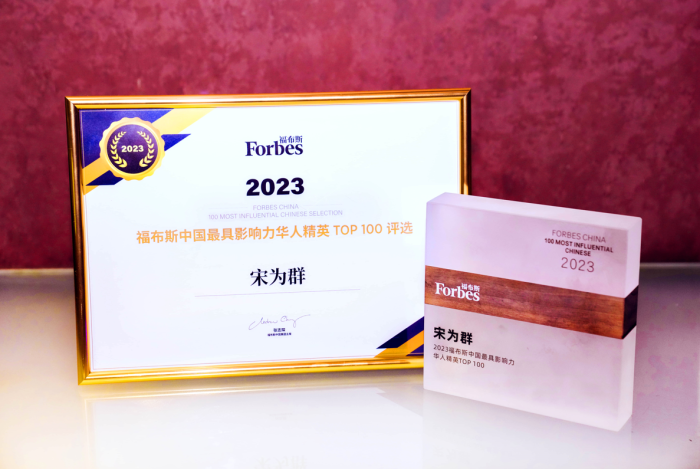 2023
福布斯
Forbes
2023
FORBES CHINA
100 MOST INFLUENTIAL CHINESE SELECTION
福布斯中国最具影响力华人精英 TOP 100 评选
宋为群
FORBES CHINA
100 MOST INFLUENTIAL
CHINESE
2023
福布斯
Forbes
宋为群
2023福布斯中国最具影响力
华人精英TOP 100